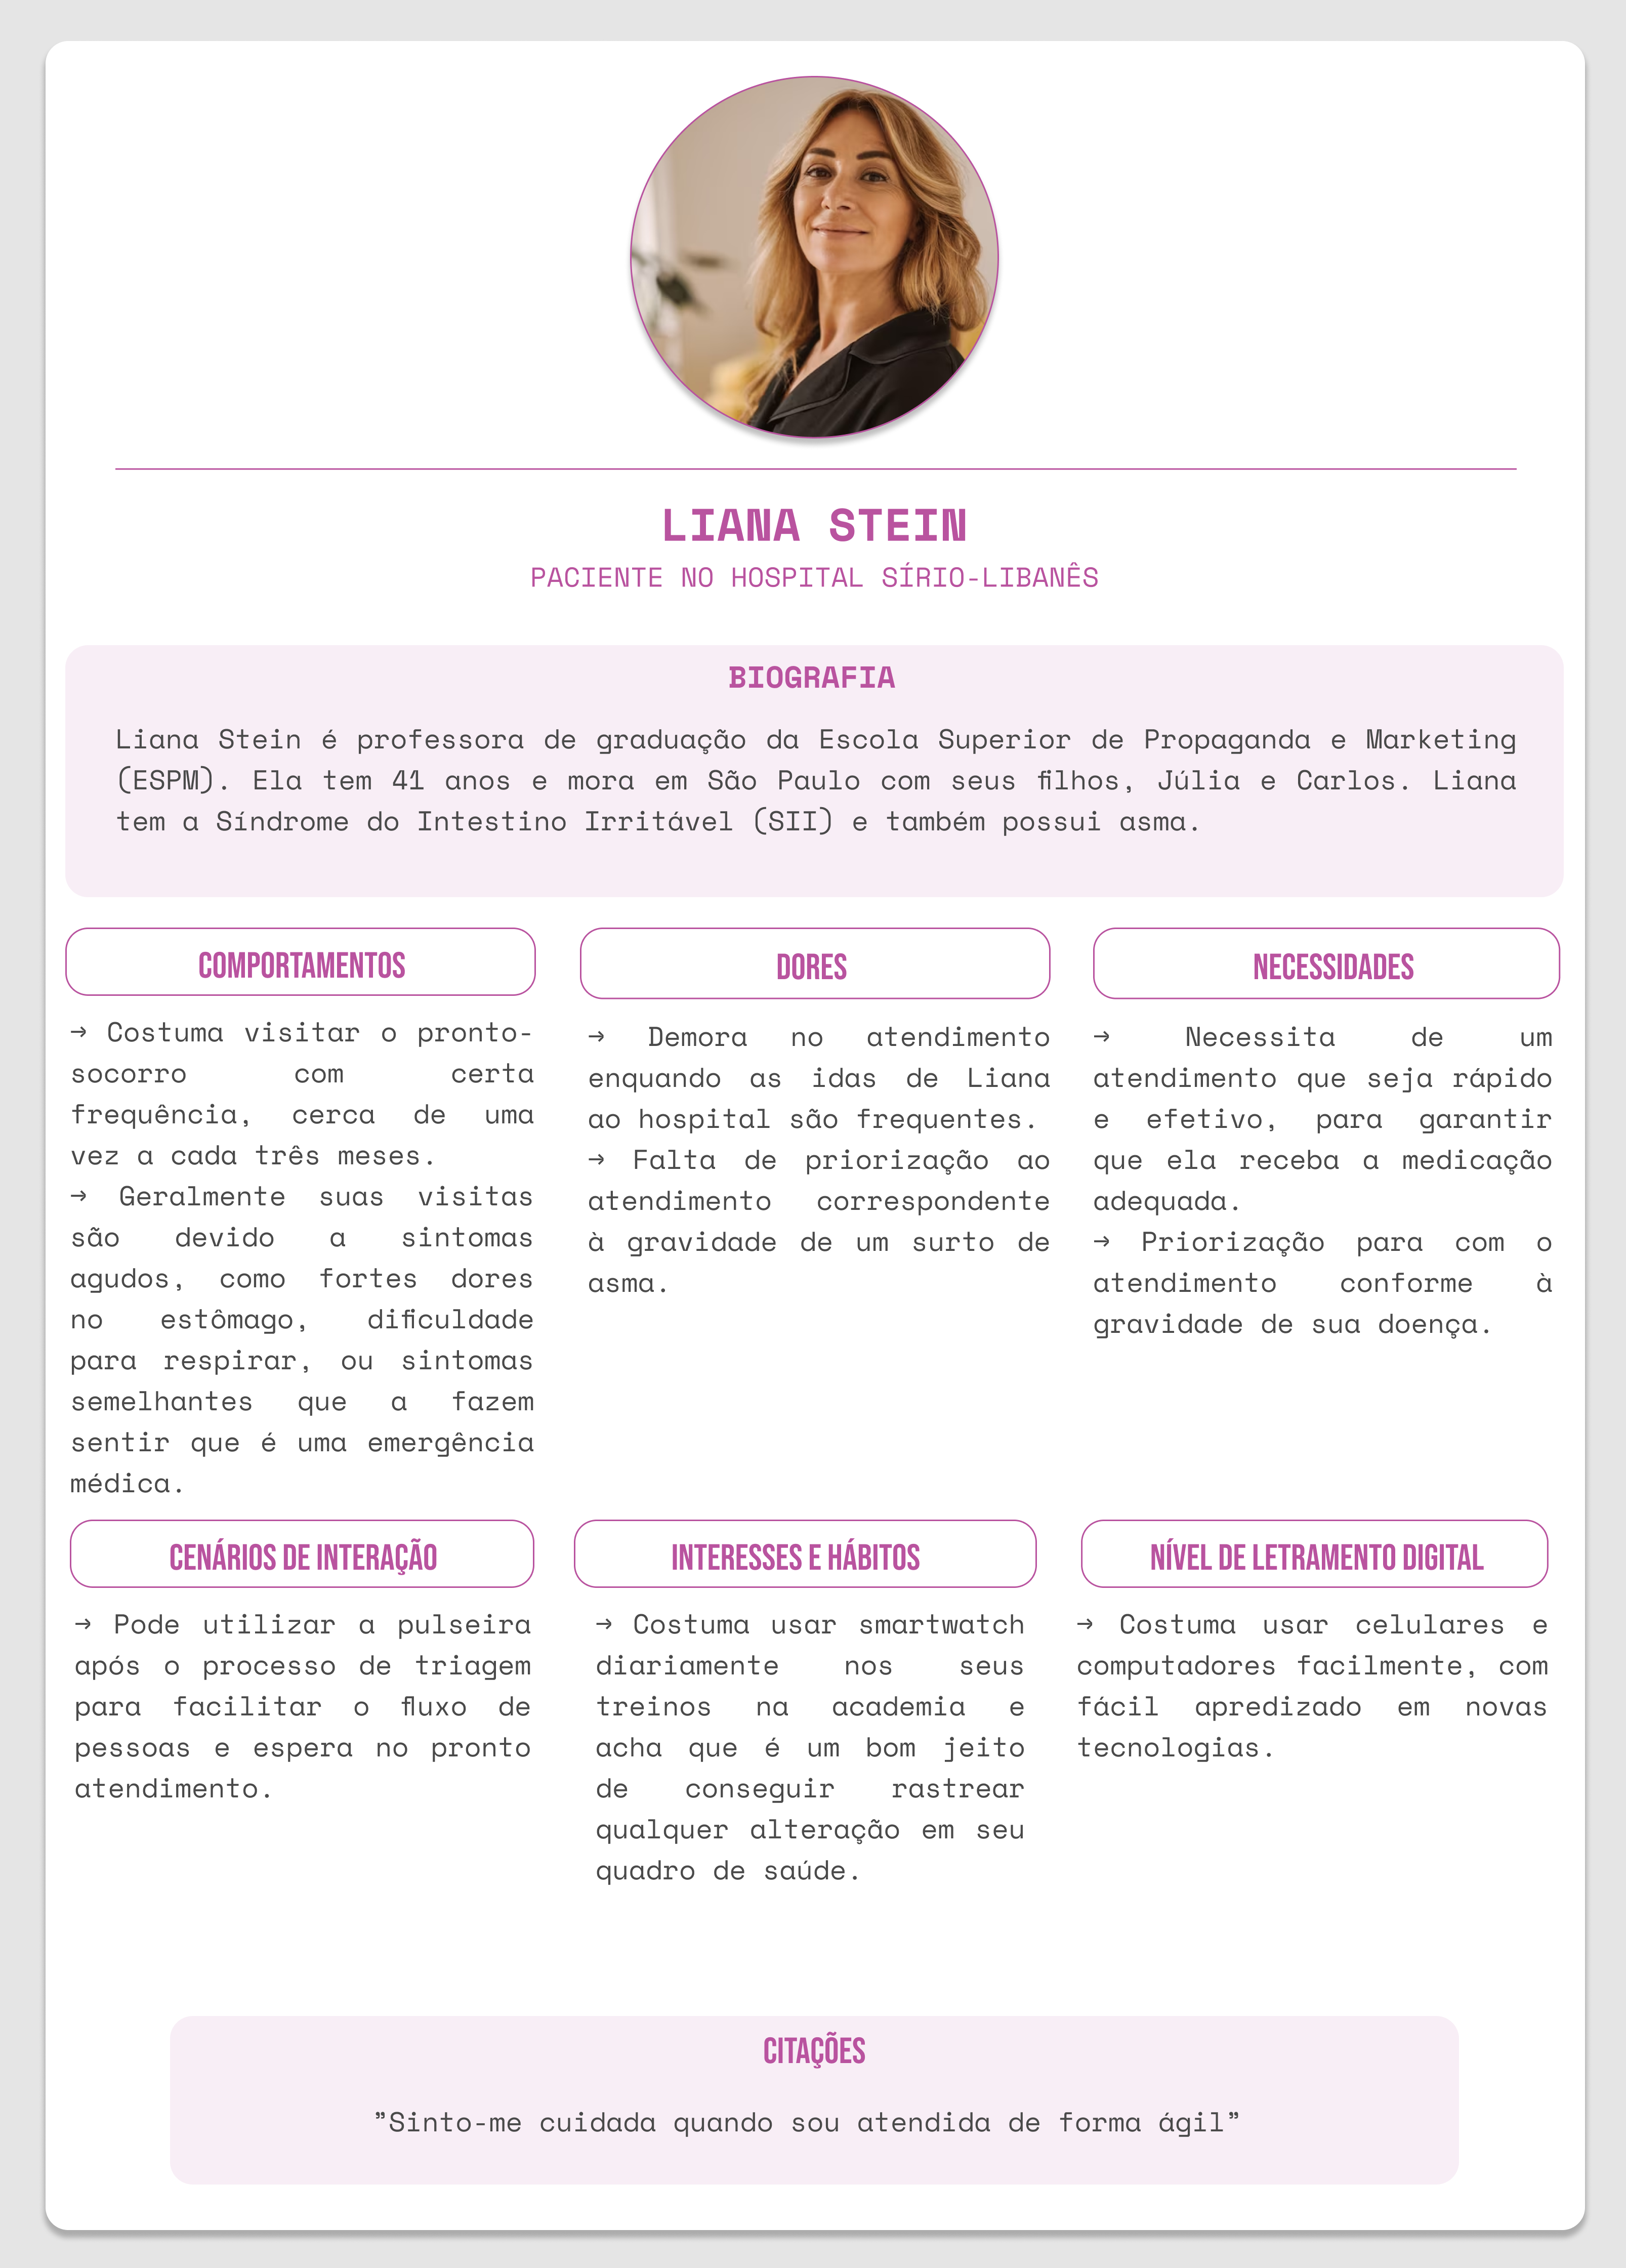 LIANA STEIN
PACIENTE NO HOSPITAL SÍRIO-LIBANÊS
BIOGRAFIA
Liana Stein é professora de graduação da Escola Superior de Propaganda e Marketing
(ESPM). Ela tem 41 anos e mora em São Paulo com seus filhos, Júlia e Carlos. Liana
tem a Síndrome do Intestino Irritável (SII) e também possui asma.
COMPORTAMENTOS
→ Costuma visitar o pronto-
socorro com certa
frequência, cerca de uma
vez a cada três meses.
→ Geralmente suas visitas
são devido a sintomas
agudos, como fortes dores
no estômago, dificuldade
para respirar, ou sintomas
semelhantes que a fazem
sentir que é uma emergência
médica.
DORES
→ Demora no atendimento
enquando as idas de Liana
ao hospital são frequentes.
→ Falta de priorização ao
atendimento correspondente
à gravidade de um surto de
asma.
NECESSIDADES
→ Necessita de um
atendimento que seja rápido
e efetivo, para garantir
que ela receba a medicação
adequada.
→ Priorização para com o
atendimento conforme à
gravidade de sua doença.
CENÁRIOS DE INTERAÇÃO
→ Pode utilizar a pulseira
após o processo de triagem
para facilitar o fluxo de
pessoas e espera no pronto
atendimento.
INTERESSES E HÁBITOS
→ Costuma usar smartwatch
diariamente nos seus
treinos na academia e
acha que é um bom jeito
de conseguir rastrear
qualquer alteração em seu
quadro de saúde.
NÍVEL DE LETRAMENTO DIGITAL
→ Costuma usar celulares e
computadores facilmente, com
fácil apredizado em novas
tecnologias.
CITAÇÕES
”Sinto-me cuidada quando sou atendida de forma ágil”